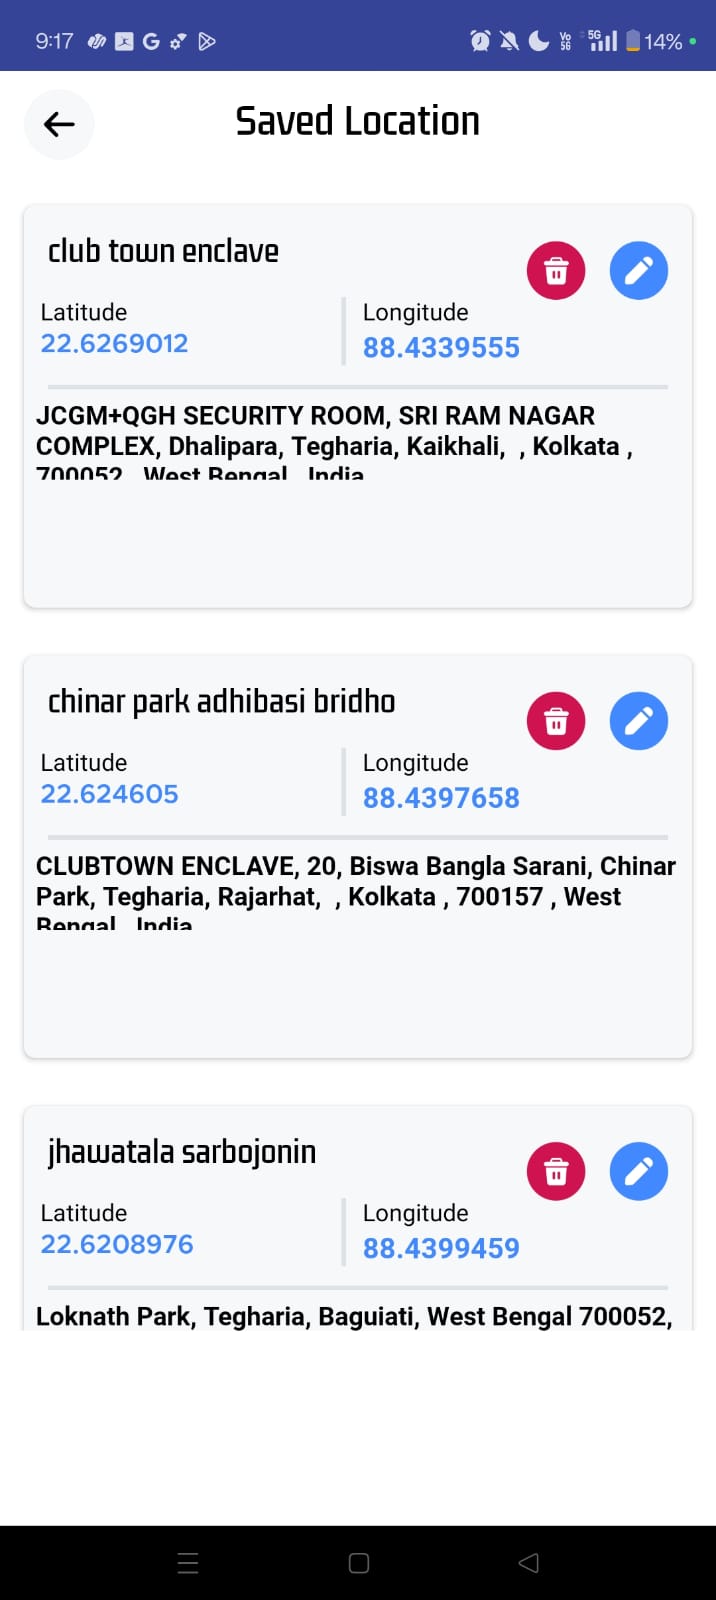 9:17
Vo
5G
5G
14%
Saved Location
club town enclave
Latitude
Longitude
22.6269012
88.4339555
JCGM+QGH SECURITY ROOM, SRI RAM NAGAR
COMPLEX, Dhalipara, Tegharia, Kaikhali,  , Kolkata ,
700052 , West Bengal , India
chinar park adhibasi bridho
Latitude
Longitude
22.624605
88.4397658
CLUBTOWN ENCLAVE, 20, Biswa Bangla Sarani, Chinar
Park, Tegharia, Rajarhat,  , Kolkata , 700157 , West
Bengal , India
jhawatala sarbojonin
Latitude
Longitude
22.6208976
88.4399459
Loknath Park, Tegharia, Baguiati, West Bengal 700052,